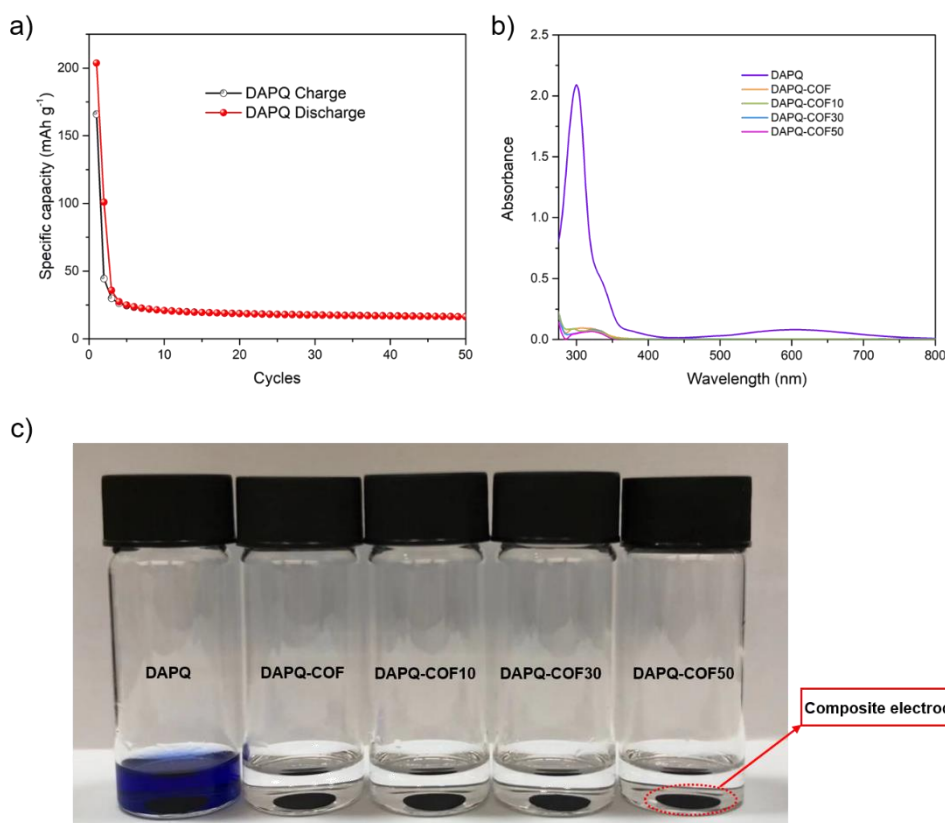 a)
Specific capacity (mAh g⁻¹)
200
150
100
50
0
DAPQ Charge
DAPQ Discharge
0
10
20
30
40
50
Cycles
b)
Absorbance
2.5
2.0
1.5
1.0
0.5
0.0
DAPQ
DAPQ-COF
DAPQ-COF10
DAPQ-COF30
DAPQ-COF50
300
400
500
600
700
800
Wavelength (nm)
c)
DAPQ
DAPQ-COF
DAPQ-COF10
DAPQ-COF30
DAPQ-COF50
Composite electrod